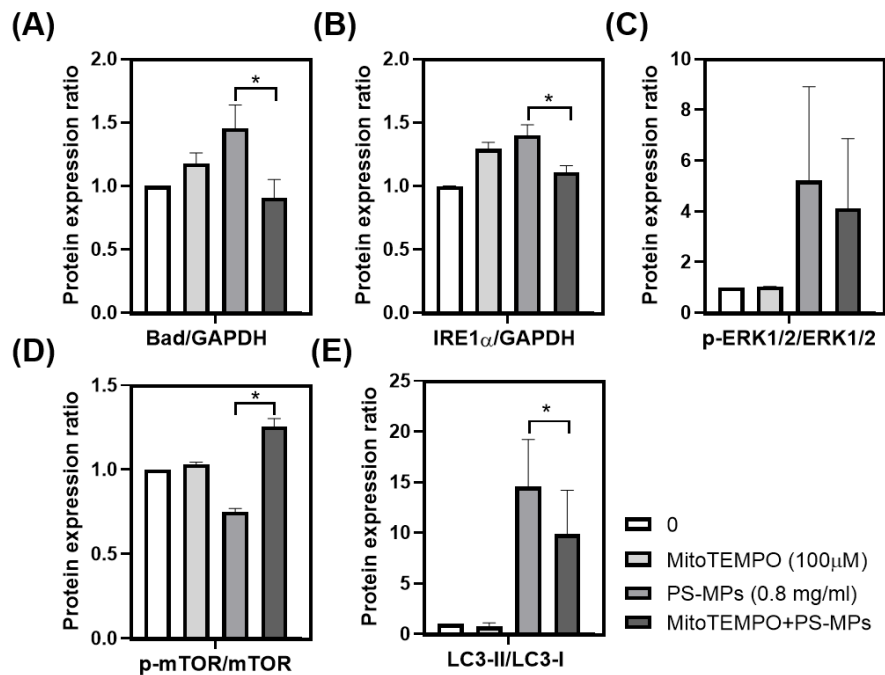 (A)
Protein expression ratio
2.0
1.5
1.0
0.5
0.0
*
Bad/GAPDH
(B)
Protein expression ratio
2.0
1.5
1.0
0.5
0.0
*
IRE1α/GAPDH
(C)
Protein expression ratio
10
8
6
4
2
0
p-ERK1/2/ERK1/2
(D)
Protein expression ratio
1.5
1.0
0.5
0.0
*
p-mTOR/mTOR
(E)
Protein expression ratio
25
20
15
10
5
0
*
LC3-II/LC3-I
0
MitoTEMPO (100μM)
PS-MPs (0.8 mg/ml)
MitoTEMPO+PS-MPs